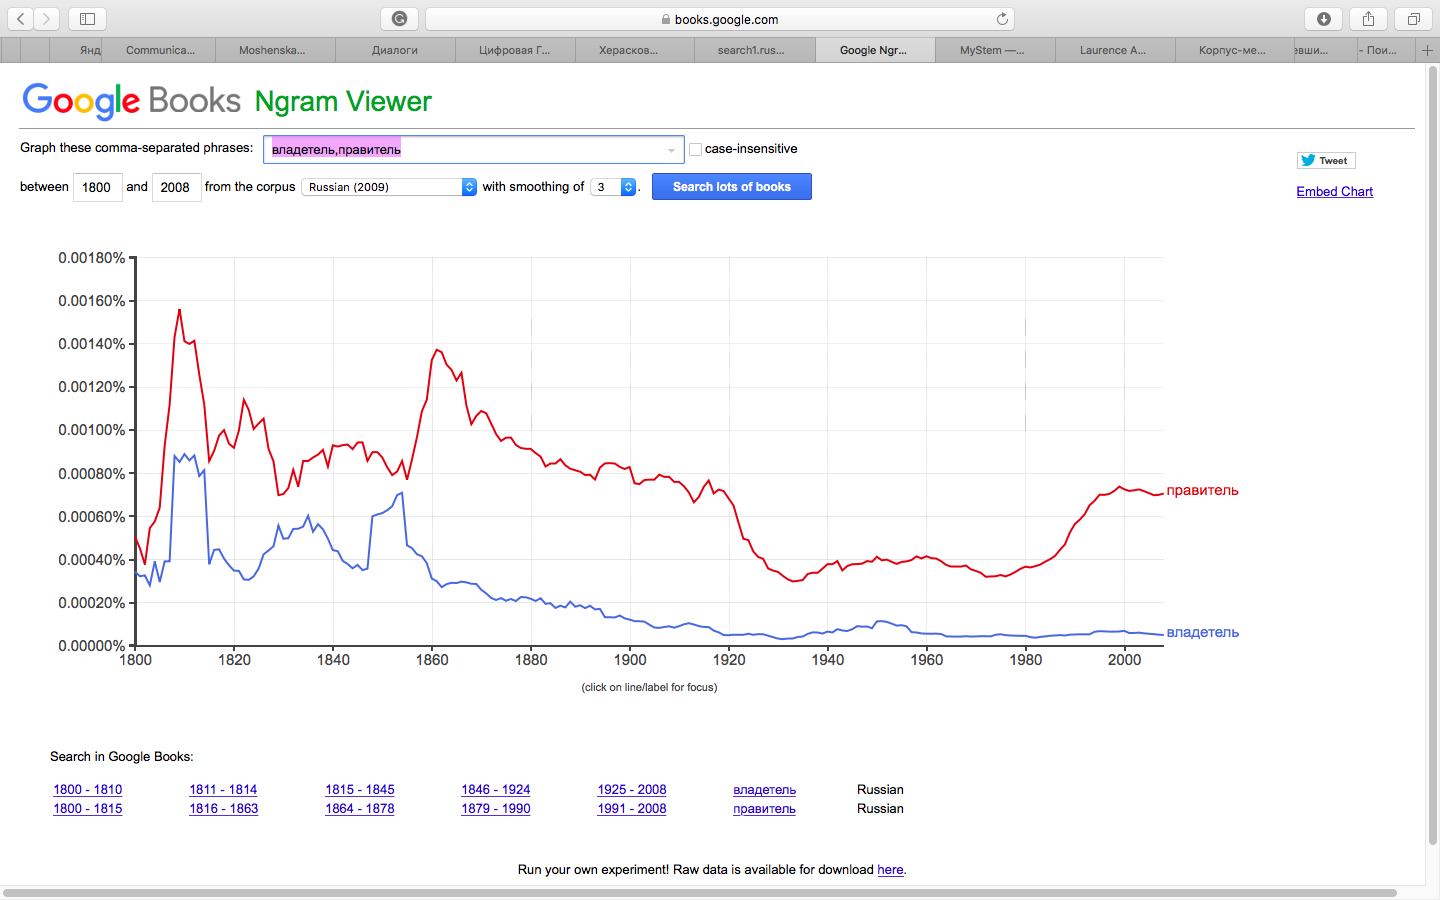 books.google.com
Янд Communica... Moshenska... Диалоги Цифровая Г... Херасков... search1.rus... Google Ngr... MyStem —... Laurence A... Корпус-ме... евши... - Пои...
Google Books Ngram Viewer
Graph these comma-separated phrases: владетель,правитель case-insensitive
Tweet
between 1800 and 2008 from the corpus Russian (2009) with smoothing of 3 . Search lots of books
Embed Chart
0.00180%
0.00160%
0.00140%
0.00120%
0.00100%
0.00080%
правитель
0.00060%
0.00040%
0.00020%
владетель
0.00000%
1800 1820 1840 1860 1880 1900 1920 1940 1960 1980 2000
(click on line/label for focus)
Search in Google Books:
1800 - 1810 1811 - 1814 1815 - 1845 1846 - 1924 1925 - 2008 владетель Russian
1800 - 1815 1816 - 1863 1864 - 1878 1879 - 1990 1991 - 2008 правитель Russian
Run your own experiment! Raw data is available for download here.